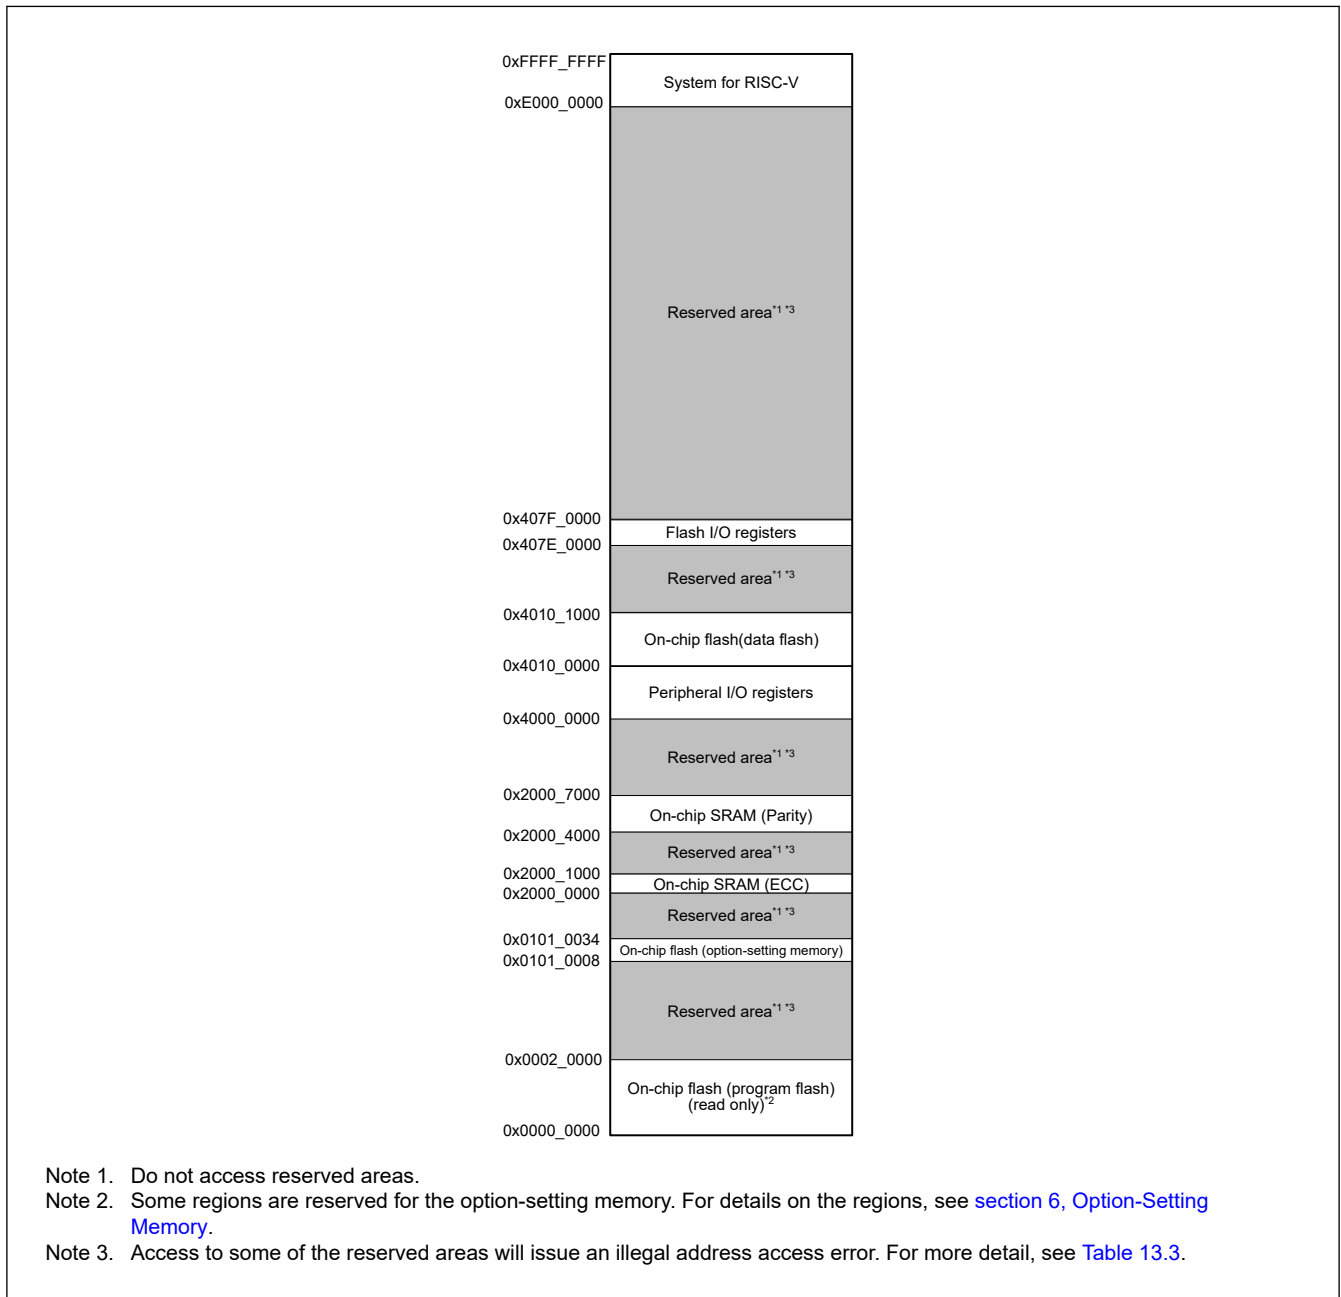 0xFFFF_FFFF
System for RISC-V
0xE000_0000
Reserved area*1 *3
0x407F_0000
Flash I/O registers
0x407E_0000
Reserved area*1 *3
0x4010_1000
On-chip flash(data flash)
0x4010_0000
Peripheral I/O registers
0x4000_0000
Reserved area*1 *3
0x2000_7000
On-chip SRAM (Parity)
0x2000_4000
Reserved area*1 *3
0x2000_1000
On-chip SRAM (ECC)
0x2000_0000
Reserved area*1 *3
0x0101_0034
On-chip flash (option-setting memory)
0x0101_0008
Reserved area*1 *3
0x0002_0000
On-chip flash (program flash)
(read only)*2
0x0000_0000
Note 1. Do not access reserved areas.
Note 2. Some regions are reserved for the option-setting memory. For details on the regions, see section 6, Option-Setting
Memory.
Note 3. Access to some of the reserved areas will issue an illegal address access error. For more detail, see Table 13.3.